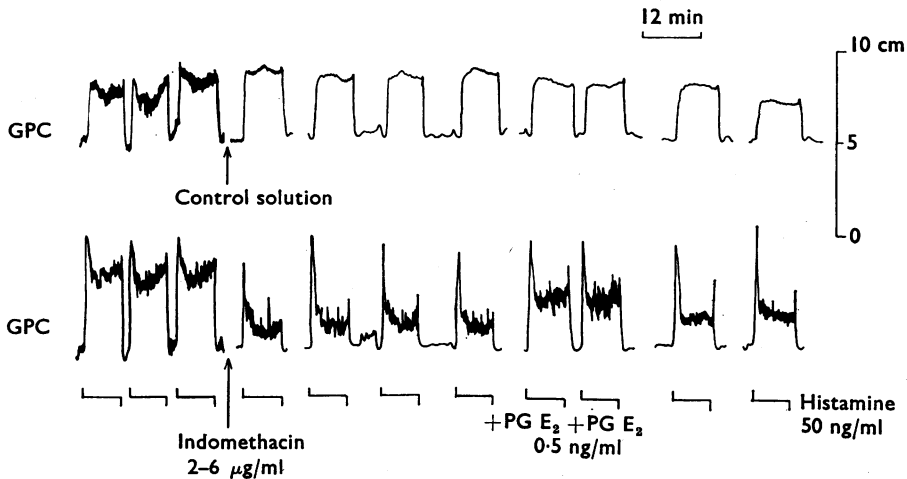 12 min
10 cm
GPC
5
Control solution
0
GPC
Histamine
50 ng/ml
+PG E₂ +PG E₂
0·5 ng/ml
Indomethacin
2–6 μg/ml